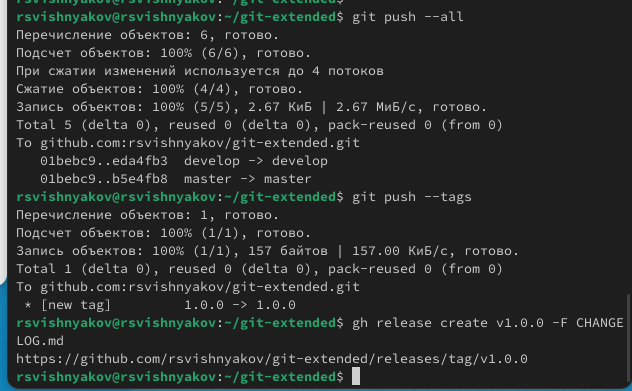 rsvishnyakov@rsvishnyakov:~/git-extended$ git push --all
Перечисление объектов: 6, готово.
Подсчет объектов: 100% (6/6), готово.
При сжатии изменений используется до 4 потоков
Сжатие объектов: 100% (4/4), готово.
Запись объектов: 100% (5/5), 2.67 КиБ | 2.67 МиБ/с, готово.
Total 5 (delta 0), reused 0 (delta 0), pack-reused 0 (from 0)
To github.com:rsvishnyakov/git-extended.git
   01bebc9..eda4fb3  develop -> develop
   01bebc9..b5e4fb8  master -> master
rsvishnyakov@rsvishnyakov:~/git-extended$ git push --tags
Перечисление объектов: 1, готово.
Подсчет объектов: 100% (1/1), готово.
Запись объектов: 100% (1/1), 157 байтов | 157.00 КиБ/с, готово.
Total 1 (delta 0), reused 0 (delta 0), pack-reused 0 (from 0)
To github.com:rsvishnyakov/git-extended.git
 * [new tag]         1.0.0 -> 1.0.0
rsvishnyakov@rsvishnyakov:~/git-extended$ gh release create v1.0.0 -F CHANGE
LOG.md
https://github.com/rsvishnyakov/git-extended/releases/tag/v1.0.0
rsvishnyakov@rsvishnyakov:~/git-extended$